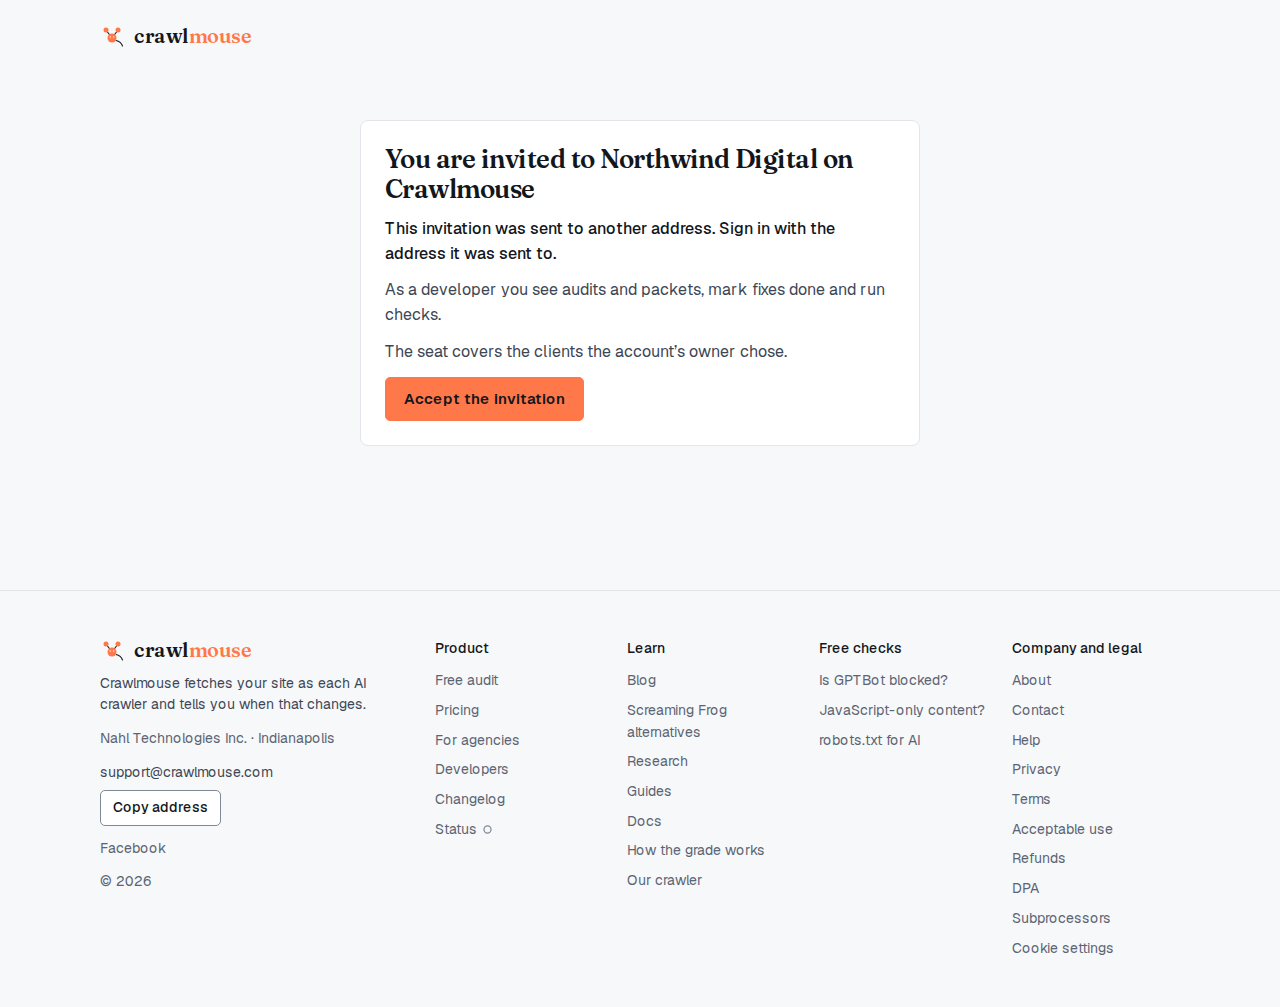 crawlmouse
You are invited to Northwind Digital on
Crawlmouse
This invitation was sent to another address. Sign in with the
address it was sent to.
As a developer you see audits and packets, mark fixes done and run
checks.
The seat covers the clients the account’s owner chose.
Accept the invitation
crawlmouse
Crawlmouse fetches your site as each AI
crawler and tells you when that changes.
Nahl Technologies Inc. · Indianapolis
support@crawlmouse.com
Copy address
Facebook
© 2026
Product
Free audit
Pricing
For agencies
Developers
Changelog
Status
Learn
Blog
Screaming Frog
alternatives
Research
Guides
Docs
How the grade works
Our crawler
Free checks
Is GPTBot blocked?
JavaScript-only content?
robots.txt for AI
Company and legal
About
Contact
Help
Privacy
Terms
Acceptable use
Refunds
DPA
Subprocessors
Cookie settings